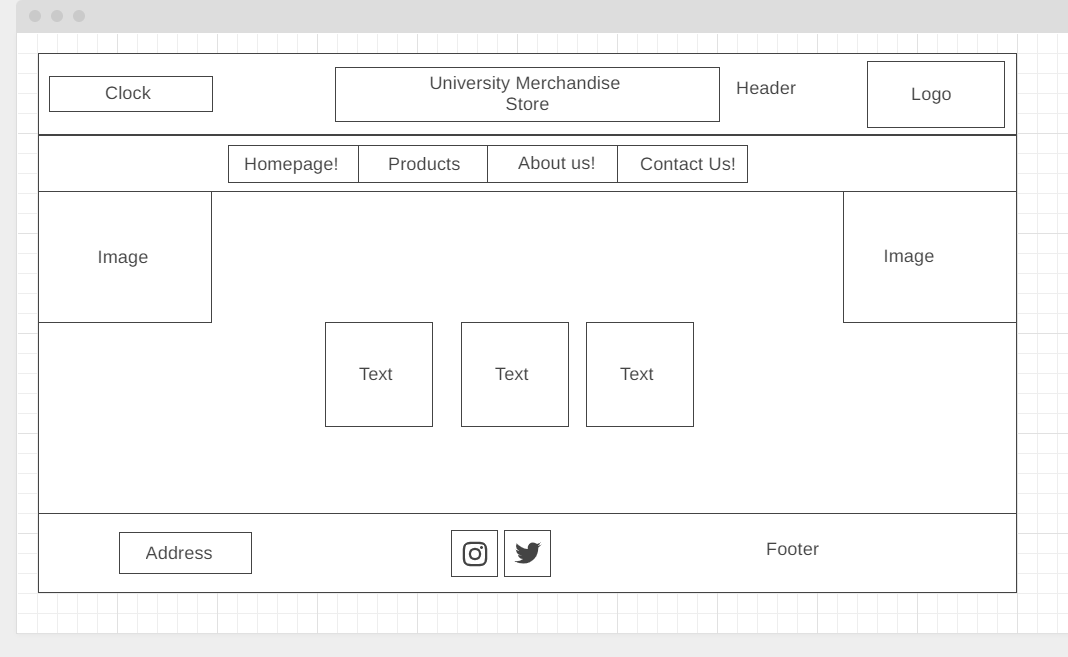 Clock
University Merchandise
Store
Header
Logo
Homepage!
Products
About us!
Contact Us!
Image
Image
Text
Text
Text
Address
Footer